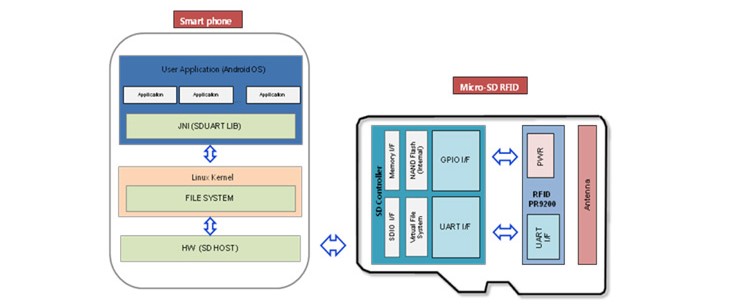 Smart phone
User Application (Android OS)
Application
Application
Application
JNI (SDUART LIB)
Linux Kernel
FILE SYSTEM
HW (SD HOST)
Micro-SD RFID
SD Controller
Memory I/F
NAND Flash
(Internal)
GPIO I/F
SDIO I/F
Virtual File
System
UART I/F
PWR
RFID
PR9200
UART
I/F
Antenna